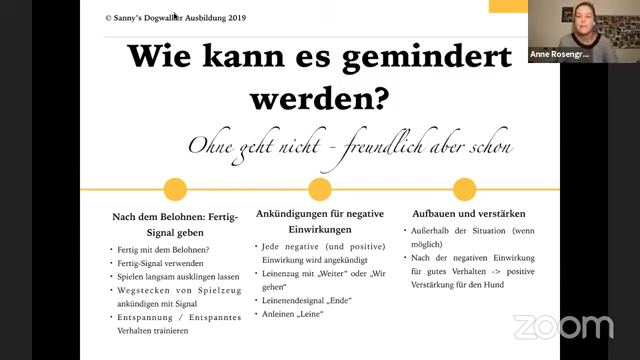 © Sanny's Dogwalker Ausbildung 2019
Wie kann es gemindert
werden?
Ohne geht nicht - freundlich aber schon
Nach dem Belohnen: Fertig-
Signal geben
• Fertig mit dem Belohnen?
• Fertig-Signal verwenden
• Spielen langsam ausklingen lassen
• Wegstecken von Spielzeug
ankündigen mit Signal
• Entspannung / Entspanntes
Verhalten trainieren
Ankündigungen für negative
Einwirkungen
• Jede negative (und positive)
Einwirkung wird angekündigt
• Leinenzug mit „Weiter" oder „Wir
gehen"
• Leinenendesignal „Ende"
• Anleinen „Leine"
Aufbauen und verstärken
• Außerhalb der Situation (wenn
möglich)
• Nach der negativen Einwirkung
für gutes Verhalten -> positive
Verstärkung für den Hund
Anne Rosengr...
zoom